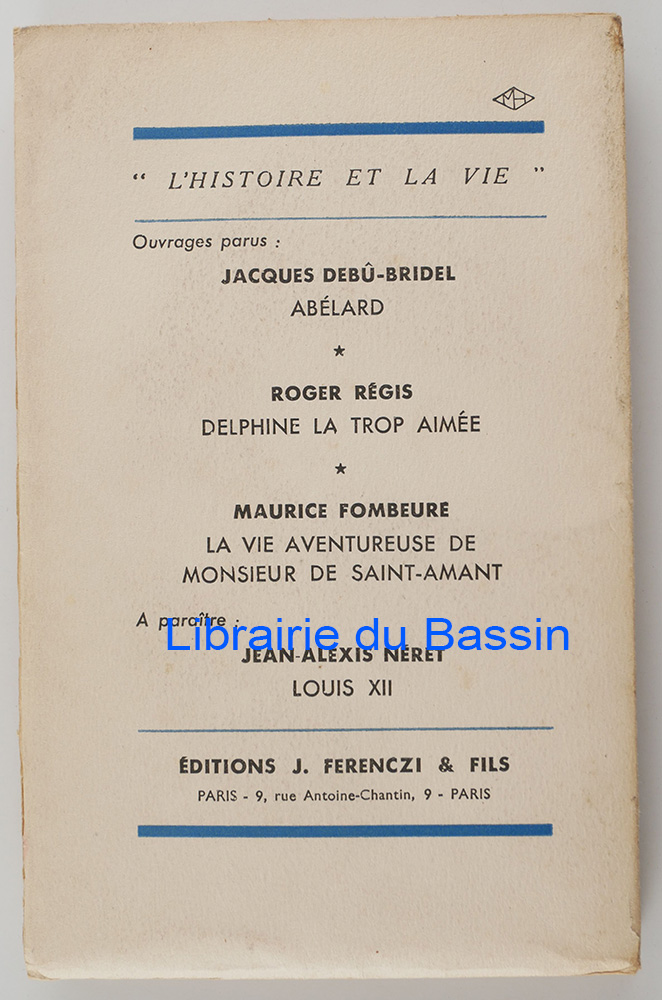 MH
" L'HISTOIRE ET LA VIE "
Ouvrages parus :
JACQUES DEBÛ-BRIDEL
ABÉLARD
★
ROGER RÉGIS
DELPHINE LA TROP AIMÉE
★
MAURICE FOMBEURE
LA VIE AVENTUREUSE DE
MONSIEUR DE SAINT-AMANT
A paraître :
Librairie du Bassin
JEAN-ALEXIS NÉRET
LOUIS XII
ÉDITIONS J. FERENCZI & FILS
PARIS - 9, rue Antoine-Chantin, 9 - PARIS